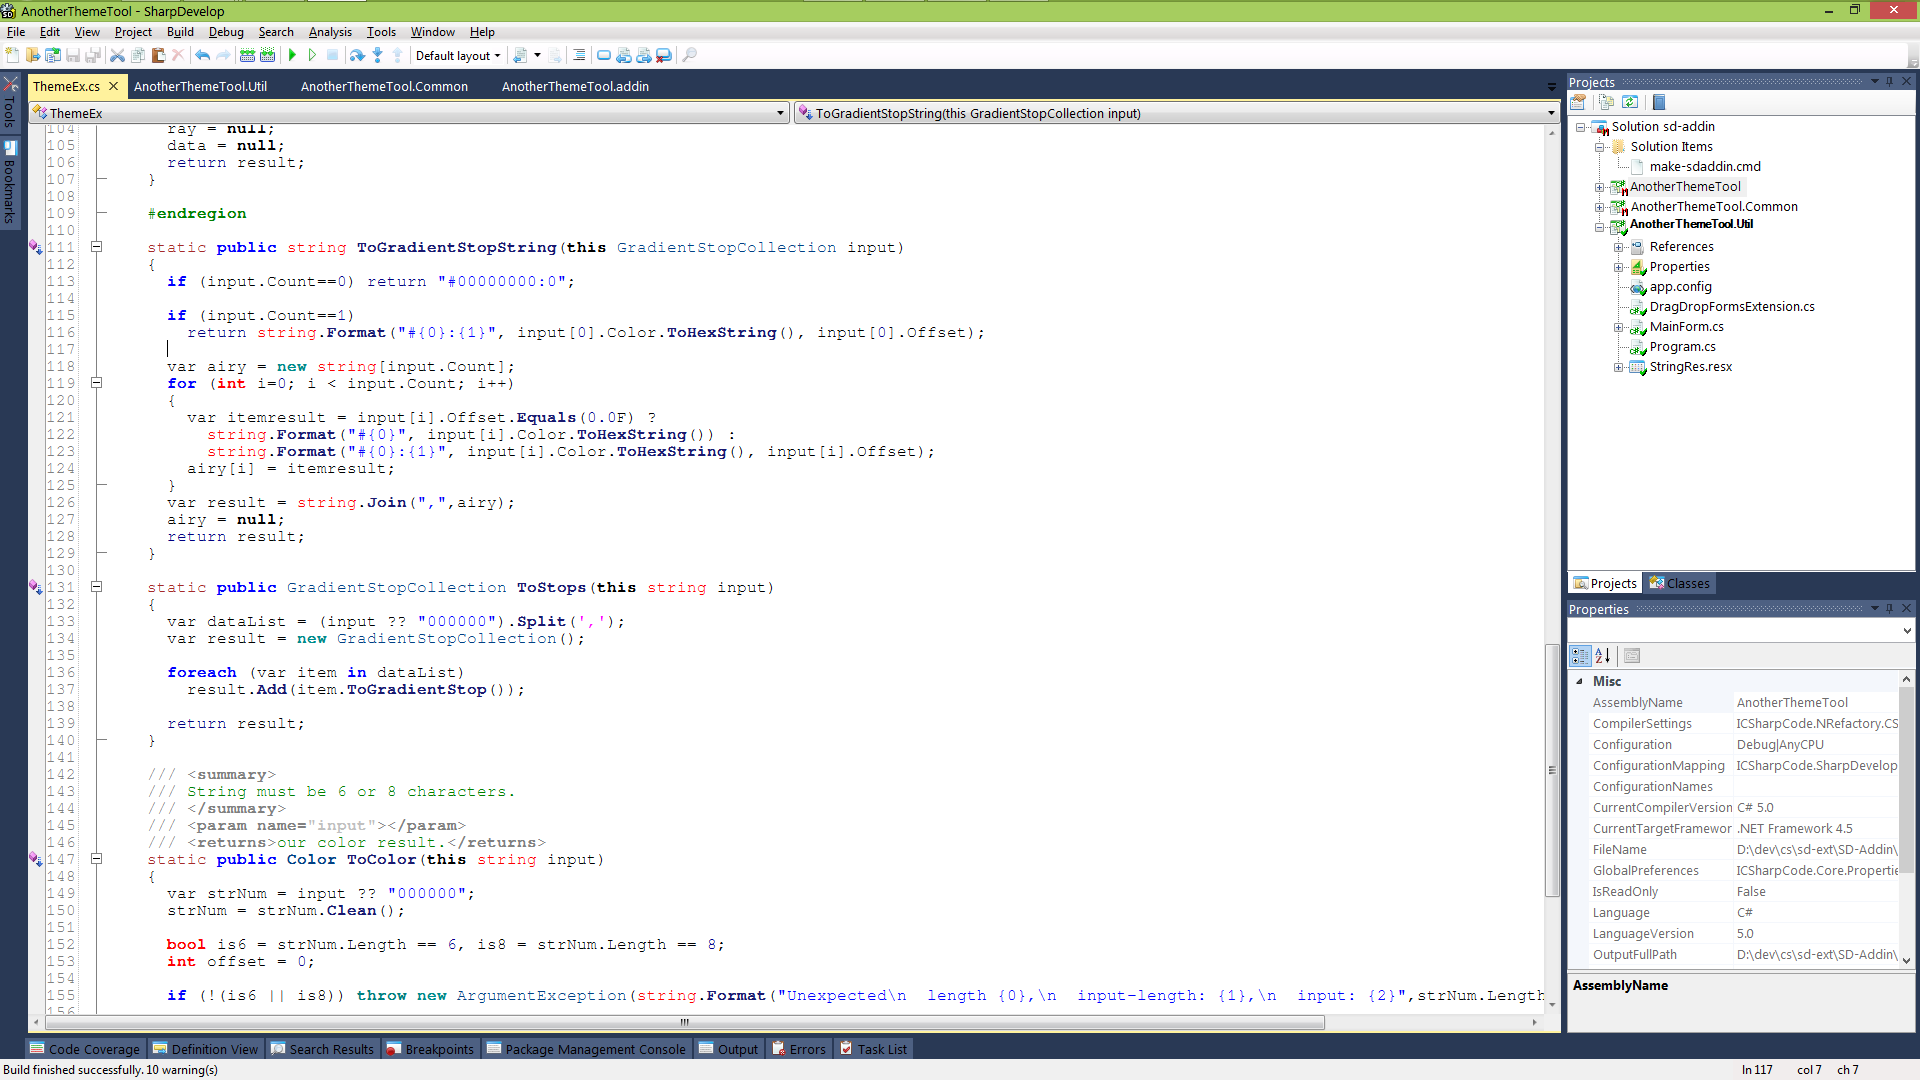 AnotherThemeTool - SharpDevelop
File Edit View Project Build Debug Search Analysis Tools Window Help
Default layout
ThemeEx.cs AnotherThemeTool.Util AnotherThemeTool.Common AnotherThemeTool.addin
Tools
Bookmarks
ThemeEx
ToGradientStopString(this GradientStopCollection input)
104 ray = null;
105 data = null;
106 return result;
107 }
108
109 #endregion
110
111 static public string ToGradientStopString(this GradientStopCollection input)
112 {
113 if (input.Count==0) return "#00000000:0";
114
115 if (input.Count==1)
116 return string.Format("#{0}:{1}", input[0].Color.ToHexString(), input[0].Offset);
117
118 var airy = new string[input.Count];
119 for (int i=0; i < input.Count; i++)
120 {
121 var itemresult = input[i].Offset.Equals(0.0F) ?
122 string.Format("#{0}", input[i].Color.ToHexString()) :
123 string.Format("#{0}:{1}", input[i].Color.ToHexString(), input[i].Offset);
124 airy[i] = itemresult;
125 }
126 var result = string.Join(",",airy);
127 airy = null;
128 return result;
129 }
130
131 static public GradientStopCollection ToStops(this string input)
132 {
133 var dataList = (input ?? "000000").Split(',');
134 var result = new GradientStopCollection();
135
136 foreach (var item in dataList)
137 result.Add(item.ToGradientStop());
138
139 return result;
140 }
141
142 /// <summary>
143 /// String must be 6 or 8 characters.
144 /// </summary>
145 /// <param name="input"></param>
146 /// <returns>our color result.</returns>
147 static public Color ToColor(this string input)
148 {
149 var strNum = input ?? "000000";
150 strNum = strNum.Clean();
151
152 bool is6 = strNum.Length == 6, is8 = strNum.Length == 8;
153 int offset = 0;
154
155 if (!(is6 || is8)) throw new ArgumentException(string.Format("Unexpected\n  length {0},\n  input-length: {1},\n  input: {2}",strNum.Length
156
Projects
Solution sd-addin
Solution Items
make-sdaddin.cmd
AnotherThemeTool
AnotherThemeTool.Common
AnotherThemeTool.Util
References
Properties
app.config
DragDropFormsExtension.cs
MainForm.cs
Program.cs
StringRes.resx
Projects Classes
Properties
Misc
AssemblyName AnotherThemeTool
CompilerSettings ICSharpCode.NRefactory.CS
Configuration Debug|AnyCPU
ConfigurationMapping ICSharpCode.SharpDevelop
ConfigurationNames
CurrentCompilerVersion C# 5.0
CurrentTargetFramewor .NET Framework 4.5
FileName D:\dev\cs\sd-ext\SD-Addin\
GlobalPreferences ICSharpCode.Core.Propertie
IsReadOnly False
Language C#
LanguageVersion 5.0
OutputFullPath D:\dev\cs\sd-ext\SD-Addin\
AssemblyName
Code Coverage Definition View Search Results Breakpoints Package Management Console Output Errors Task List
Build finished successfully. 10 warning(s)
ln 117 col 7 ch 7